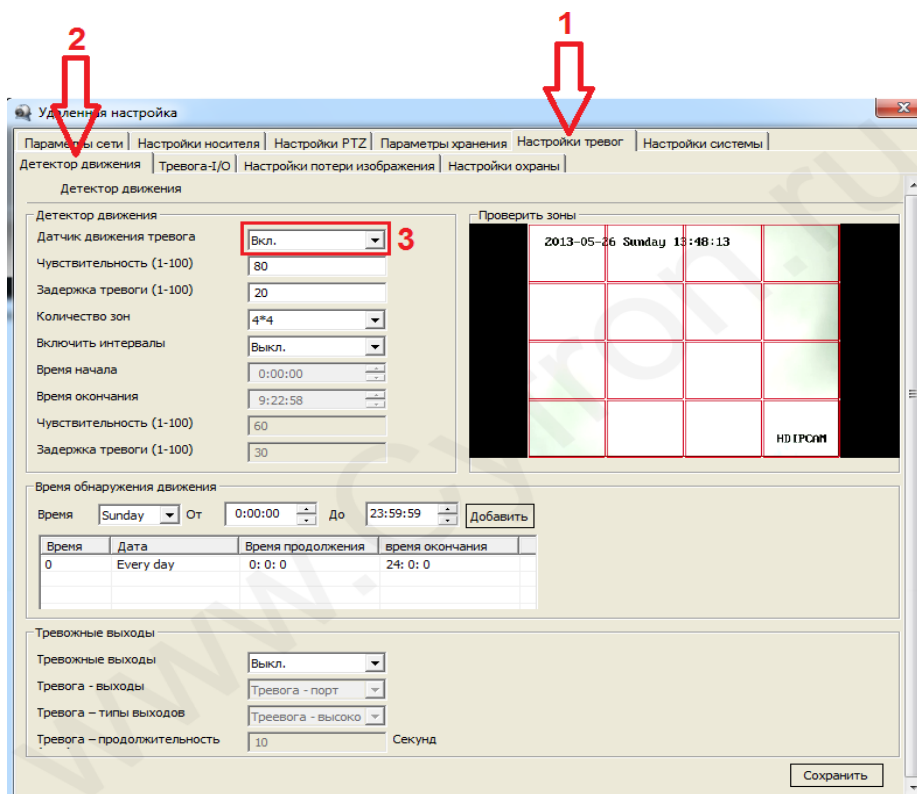 1
2
Удаленная настройка
Параметры сети Настройки носителя Настройки PTZ Параметры хранения Настройки тревог Настройки системы
Детектор движения Тревога-I/O Настройки потери изображения Настройки охраны
Детектор движения
Детектор движения Проверить зоны
Датчик движения тревога Вкл. 3
2013-05-26 Sunday 13:48:13
Чувствительность (1-100) 80
Задержка тревоги (1-100) 20
Количество зон 4*4
Включить интервалы Выкл.
Время начала 0:00:00
Время окончания 9:22:58
Чувствительность (1-100) 60
HDIPCAM
Задержка тревоги (1-100) 30
Время обнаружения движения
Время Sunday От 0:00:00 До 23:59:59 Добавить
Время Дата Время продолжения время окончания
0 Every day 0: 0: 0 24: 0: 0
Тревожные выходы
Тревожные выходы Выкл.
Тревога - выходы Тревога - порт
Тревога – типы выходов Треевога - высоко
Тревога – продолжительность 10 Секунд
Сохранить
www.Cyfron.ru